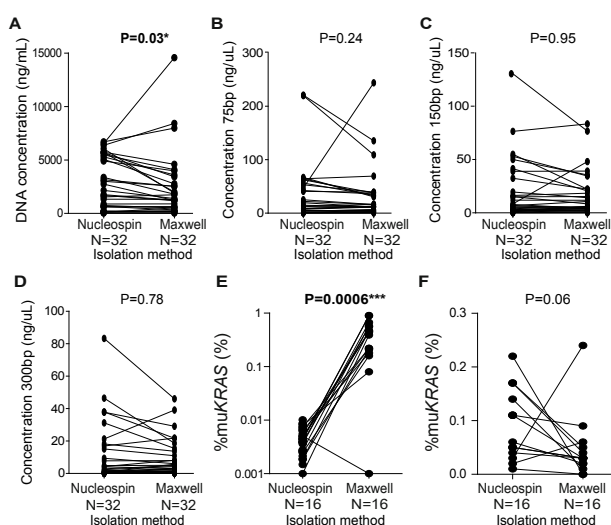 A
P=0.03*
DNA concentration (ng/mL)
15000
10000
5000
0
Nucleospin Maxwell
N=32 N=32
Isolation method
B
P=0.24
Concentration 75bp (ng/uL)
300
200
100
0
Nucleospin Maxwell
N=32 N=32
Isolation method
C
P=0.95
Concentration 150bp (ng/uL)
150
100
50
0
Nucleospin Maxwell
N=32 N=32
Isolation method
D
P=0.78
Concentration 300bp (ng/uL)
100
80
60
40
20
0
Nucleospin Maxwell
N=32 N=32
Isolation method
E
P=0.0006***
%muKRAS (%)
1
0.1
0.01
0.001
Nucleospin Maxwell
N=16 N=16
Isolation method
F
P=0.06
%muKRAS (%)
0.3
0.2
0.1
0.0
Nucleospin Maxwell
N=16 N=16
Isolation method